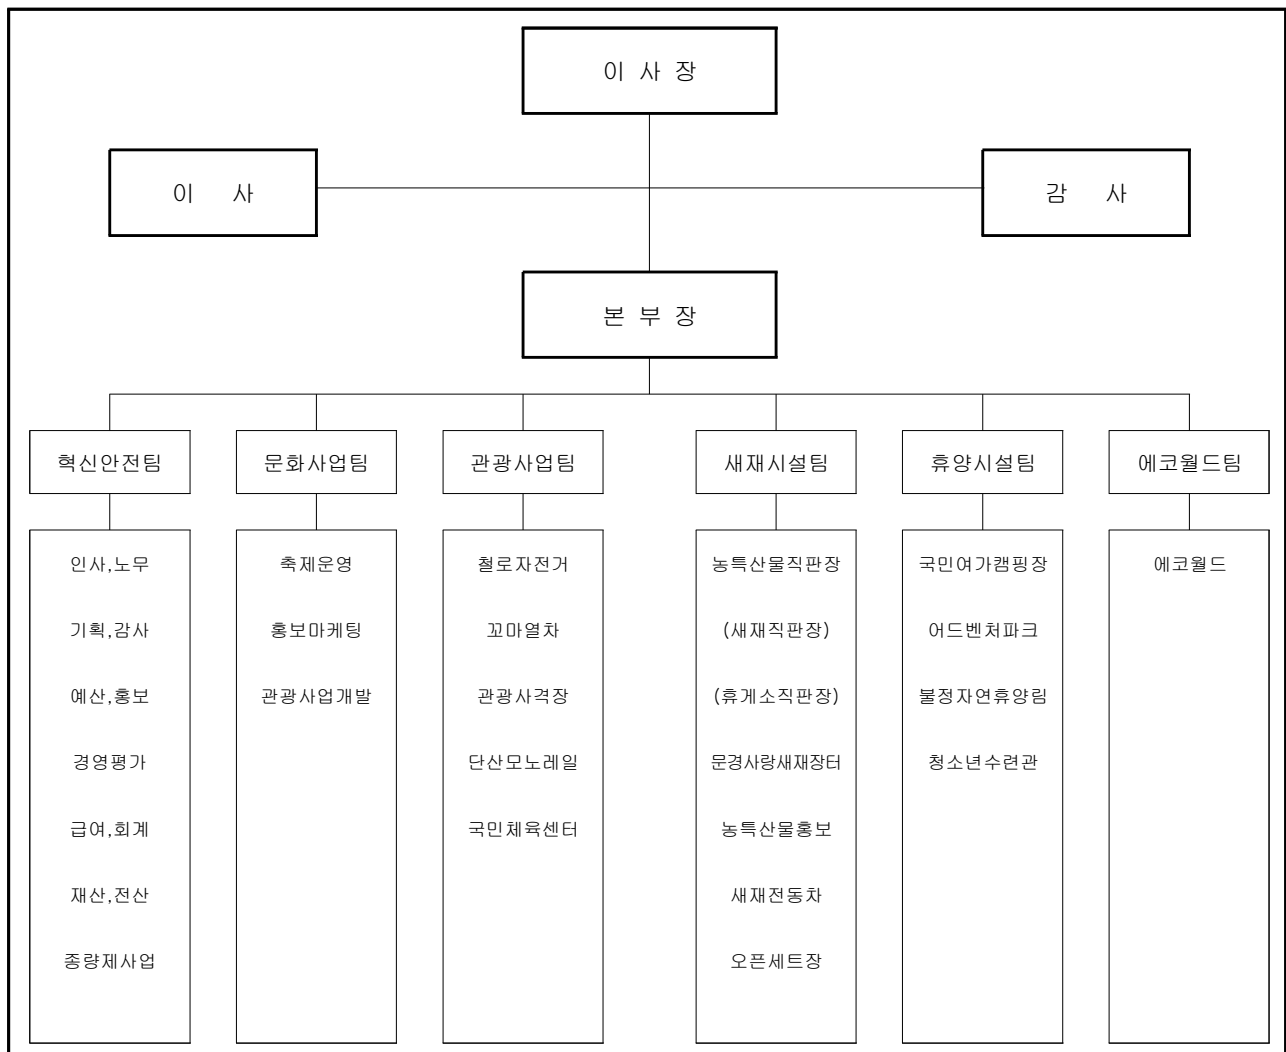 이 사 장
이 사
감 사
본 부 장
혁신안전팀
문화사업팀
관광사업팀
새재시설팀
휴양시설팀
에코월드팀
인사,노무
기획,감사
예산,홍보
경영평가
급여,회계
재산,전산
종량제사업
축제운영
홍보마케팅
관광사업개발
철로자전거
꼬마열차
관광사격장
단산모노레일
국민체육센터
농특산물직판장
(새재직판장)
(휴게소직판장)
문경사랑새재장터
농특산물홍보
새재전동차
오픈세트장
국민여가캠핑장
어드벤처파크
불정자연휴양림
청소년수련관
에코월드